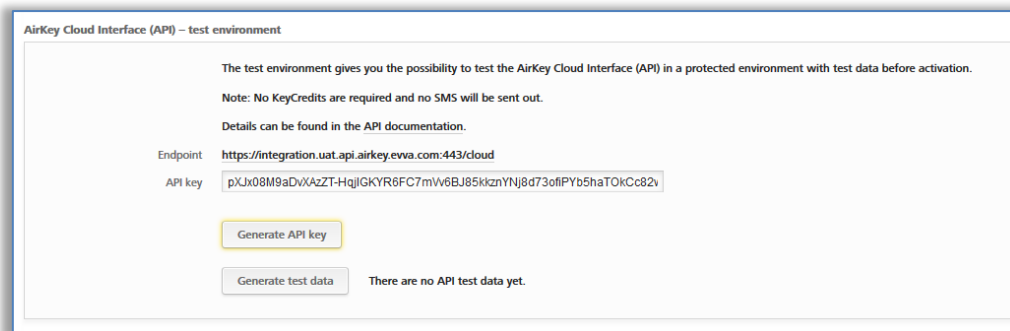 AirKey Cloud Interface (API) – test environment
The test environment gives you the possibility to test the AirKey Cloud Interface (API) in a protected environment with test data before activation.
Note: No KeyCredits are required and no SMS will be sent out.
Details can be found in the API documentation.
Endpoint https://integration.uat.api.airkey.evva.com:443/cloud
API key
Generate API key
Generate test data There are no API test data yet.